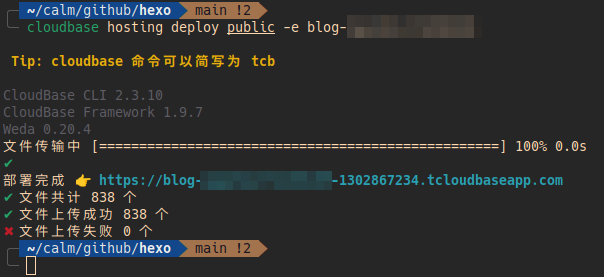 ~/calm/github/hexo main !2
cloudbase hosting deploy public -e blog-
Tip: cloudbase 命令可以简写为 tcb
CloudBase CLI 2.3.10
CloudBase Framework 1.9.7
Weda 0.20.4
文件传输中 [==================================================] 100% 0.0s
✔
部署完成 👉 https://blog- -1302867234.tcloudbaseapp.com
✔ 文件共计 838 个
✔ 文件上传成功 838 个
✖ 文件上传失败 0 个
~/calm/github/hexo main !2